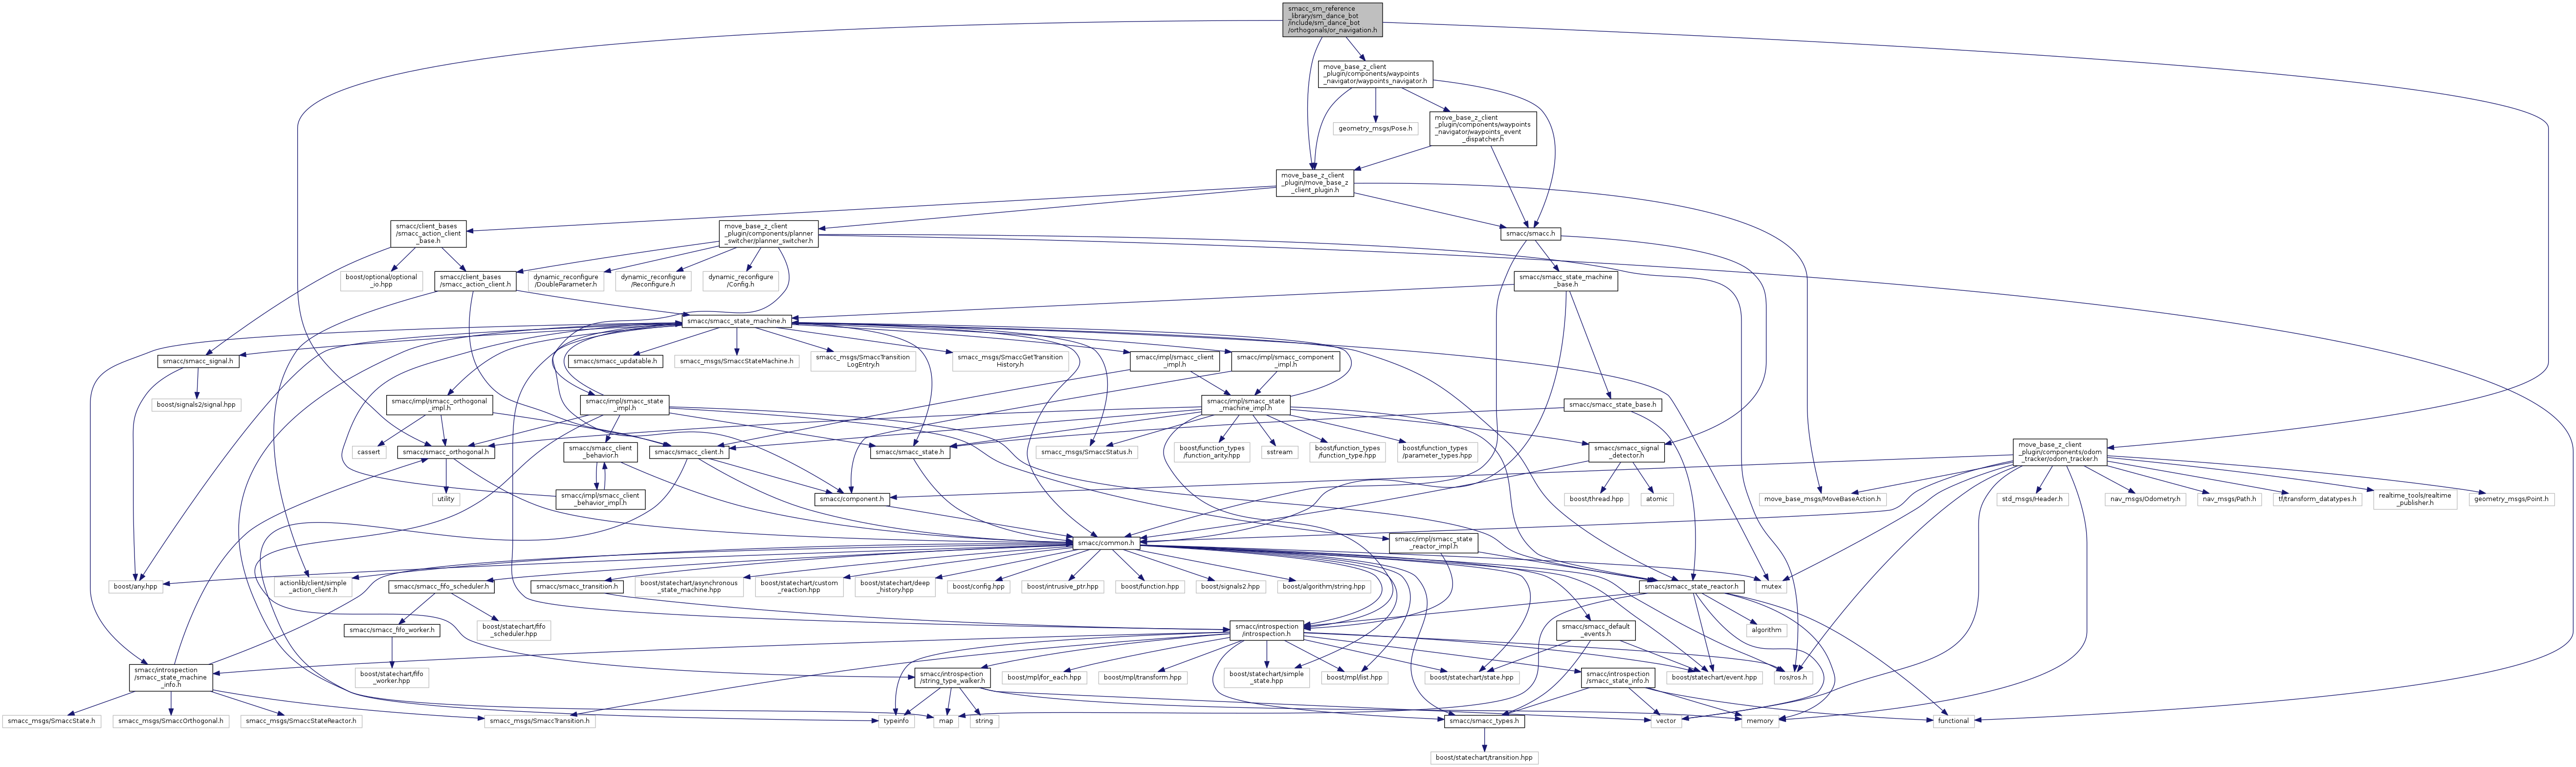 smacc_sm_reference
_library/sm_dance_bot
/include/sm_dance_bot
/orthogonals/or_navigation.h
move_base_z_client
_plugin/components/waypoints
_navigator/waypoints_navigator.h
geometry_msgs/Pose.h
move_base_z_client
_plugin/components/waypoints
_navigator/waypoints_event
_dispatcher.h
move_base_z_client
_plugin/move_base_z
_client_plugin.h
smacc/client_bases
/smacc_action_client
_base.h
move_base_z_client
_plugin/components/planner
_switcher/planner_switcher.h
smacc/smacc.h
boost/optional/optional
_io.hpp
smacc/client_bases
/smacc_action_client.h
dynamic_reconfigure
/DoubleParameter.h
dynamic_reconfigure
/Reconfigure.h
dynamic_reconfigure
/Config.h
smacc/smacc_state_machine
_base.h
smacc/smacc_state_machine.h
smacc/smacc_signal.h
smacc/smacc_updatable.h
smacc_msgs/SmaccStateMachine.h
smacc_msgs/SmaccTransition
LogEntry.h
smacc_msgs/SmaccGetTransition
History.h
smacc/impl/smacc_client
_impl.h
smacc/impl/smacc_component
_impl.h
boost/signals2/signal.hpp
smacc/impl/smacc_orthogonal
_impl.h
smacc/impl/smacc_state
_impl.h
smacc/impl/smacc_state
_machine_impl.h
smacc/smacc_state_base.h
cassert
smacc/smacc_orthogonal.h
smacc/smacc_client
_behavior.h
smacc/smacc_client.h
smacc/smacc_state.h
smacc_msgs/SmaccStatus.h
boost/function_types
/function_arity.hpp
sstream
boost/function_types
/function_type.hpp
boost/function_types
/parameter_types.hpp
smacc/smacc_signal
_detector.h
move_base_z_client
_plugin/components/odom
_tracker/odom_tracker.h
utility
smacc/impl/smacc_client
_behavior_impl.h
smacc/component.h
boost/thread.hpp
atomic
move_base_msgs/MoveBaseAction.h
std_msgs/Header.h
nav_msgs/Odometry.h
nav_msgs/Path.h
tf/transform_datatypes.h
realtime_tools/realtime
_publisher.h
geometry_msgs/Point.h
smacc/common.h
smacc/impl/smacc_state
_reactor_impl.h
boost/any.hpp
actionlib/client/simple
_action_client.h
smacc/smacc_fifo_scheduler.h
smacc/smacc_transition.h
boost/statechart/asynchronous
_state_machine.hpp
boost/statechart/custom
_reaction.hpp
boost/statechart/deep
_history.hpp
boost/config.hpp
boost/intrusive_ptr.hpp
boost/function.hpp
boost/signals2.hpp
boost/algorithm/string.hpp
smacc/smacc_state_reactor.h
mutex
smacc/smacc_fifo_worker.h
boost/statechart/fifo
_scheduler.hpp
smacc/introspection
/introspection.h
smacc/smacc_default
_events.h
algorithm
smacc/introspection
/smacc_state_machine
_info.h
boost/statechart/fifo
_worker.hpp
smacc/introspection
/string_type_walker.h
boost/mpl/for_each.hpp
boost/mpl/transform.hpp
boost/statechart/simple
_state.hpp
boost/mpl/list.hpp
boost/statechart/state.hpp
smacc/introspection
/smacc_state_info.h
boost/statechart/event.hpp
ros/ros.h
smacc_msgs/SmaccState.h
smacc_msgs/SmaccOrthogonal.h
smacc_msgs/SmaccStateReactor.h
smacc_msgs/SmaccTransition.h
typeinfo
map
string
smacc/smacc_types.h
vector
memory
functional
boost/statechart/transition.hpp